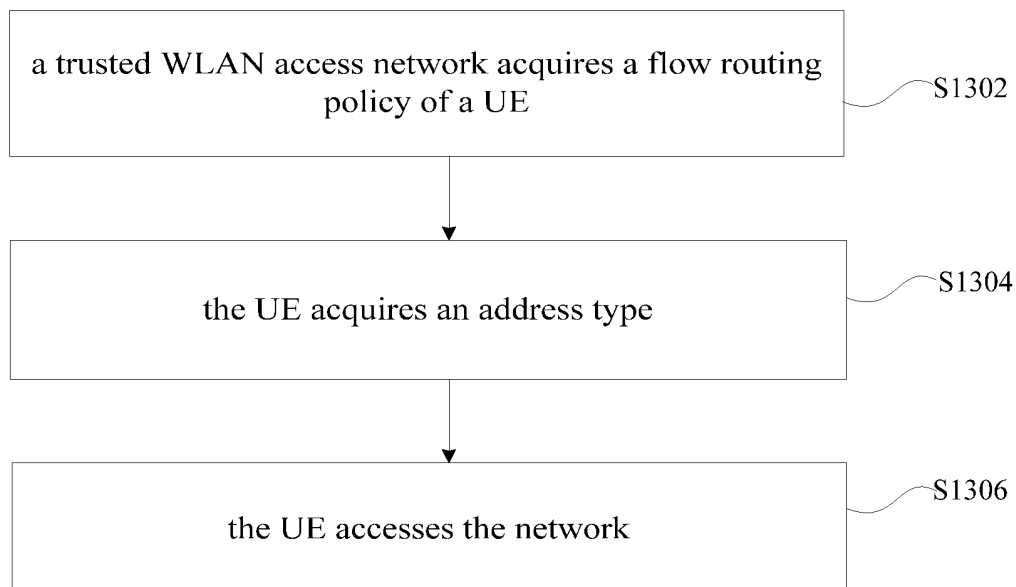 a trusted WLAN access network acquires a flow routing
policy of a UE
S1302
the UE acquires an address type
S1304
the UE accesses the network
S1306